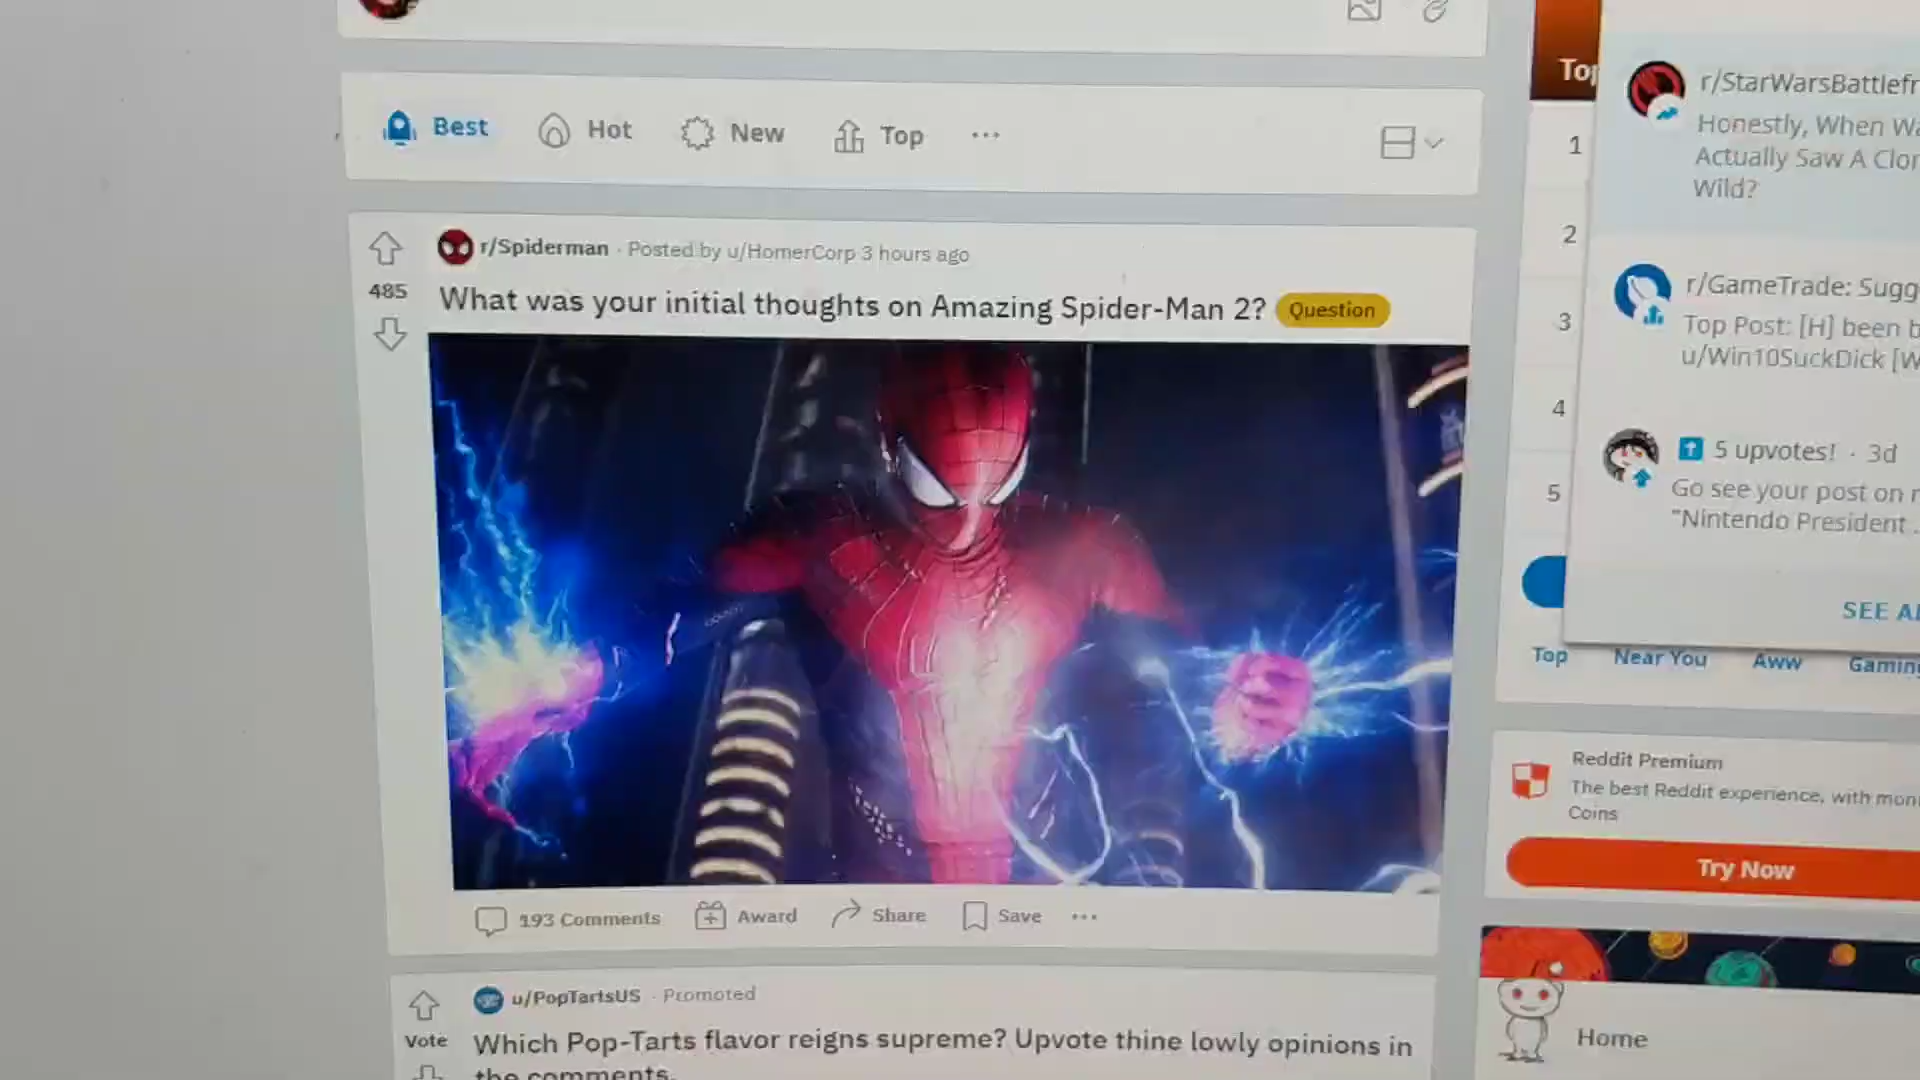 Best
Hot
New
Top
r/Spiderman · Posted by u/HomerCorp 3 hours ago
485
What was your initial thoughts on Amazing Spider-Man 2?
Question
193 Comments
Award
Share
Save
u/PopTartsUS · Promoted
Vote
Which Pop-Tarts flavor reigns supreme? Upvote thine lowly opinions in
the comments.
Top
1
2
3
4
5
r/StarWarsBattlefr
Honestly, When Wa
Actually Saw A Clon
Wild?
r/GameTrade: Sugg
Top Post: [H] been b
u/Win10SuckDick [W
5 upvotes! · 3d
Go see your post on r
"Nintendo President
SEE AL
Top
Near You
Aww
Gaming
Reddit Premium
The best Reddit experience, with mon
Coins
Try Now
Home